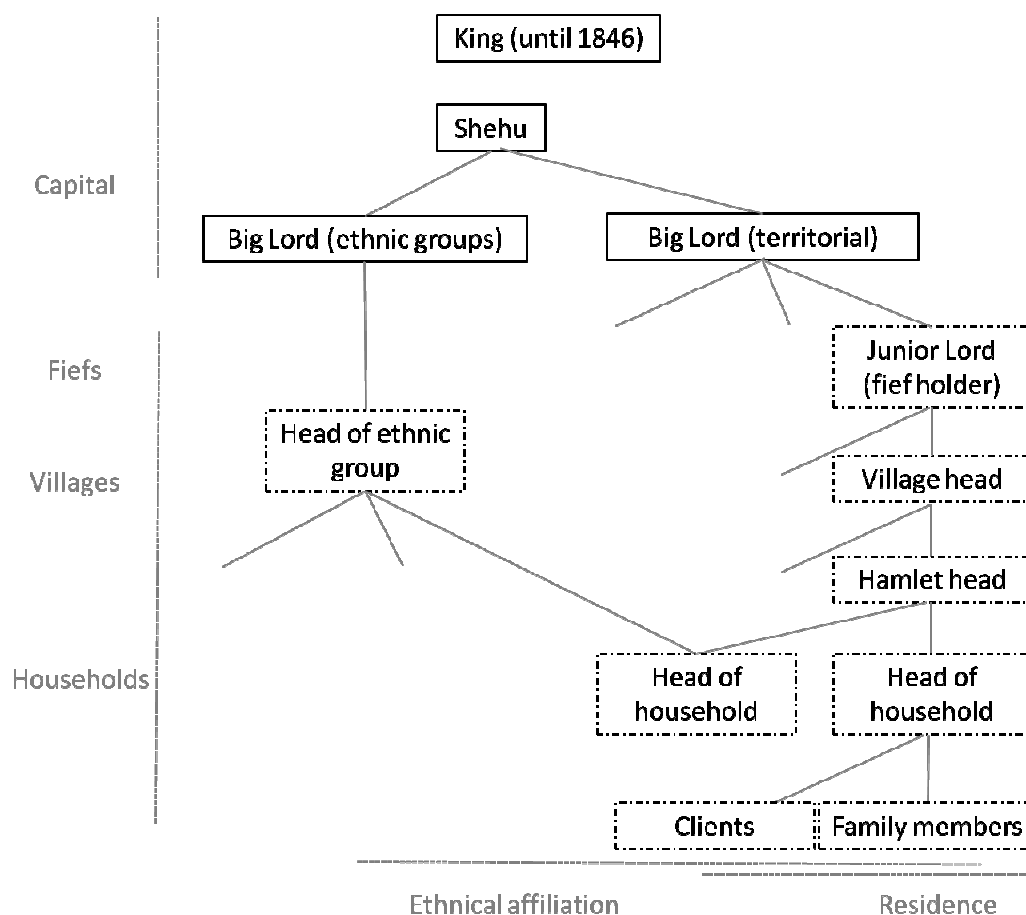 King (until 1846)
Shehu
Capital
Big Lord (ethnic groups)
Big Lord (territorial)
Fiefs
Junior Lord
(fief holder)
Head of ethnic
group
Villages
Village head
Hamlet head
Households
Head of
household
Head of
household
Clients
Family members
Ethnical affiliation
Residence